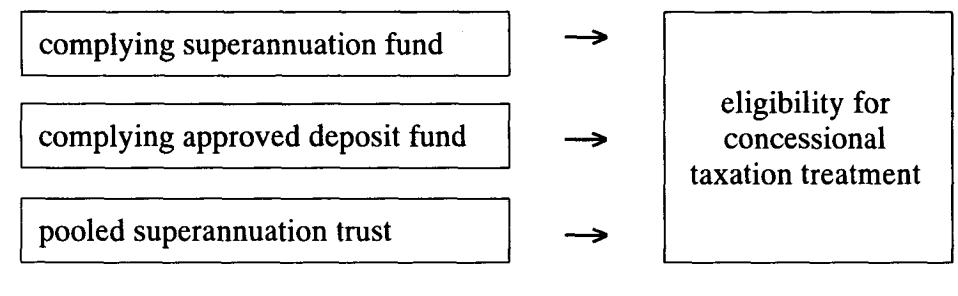 complying superannuation fund
complying approved deposit fund
pooled superannuation trust
eligibility for
concessional
taxation treatment